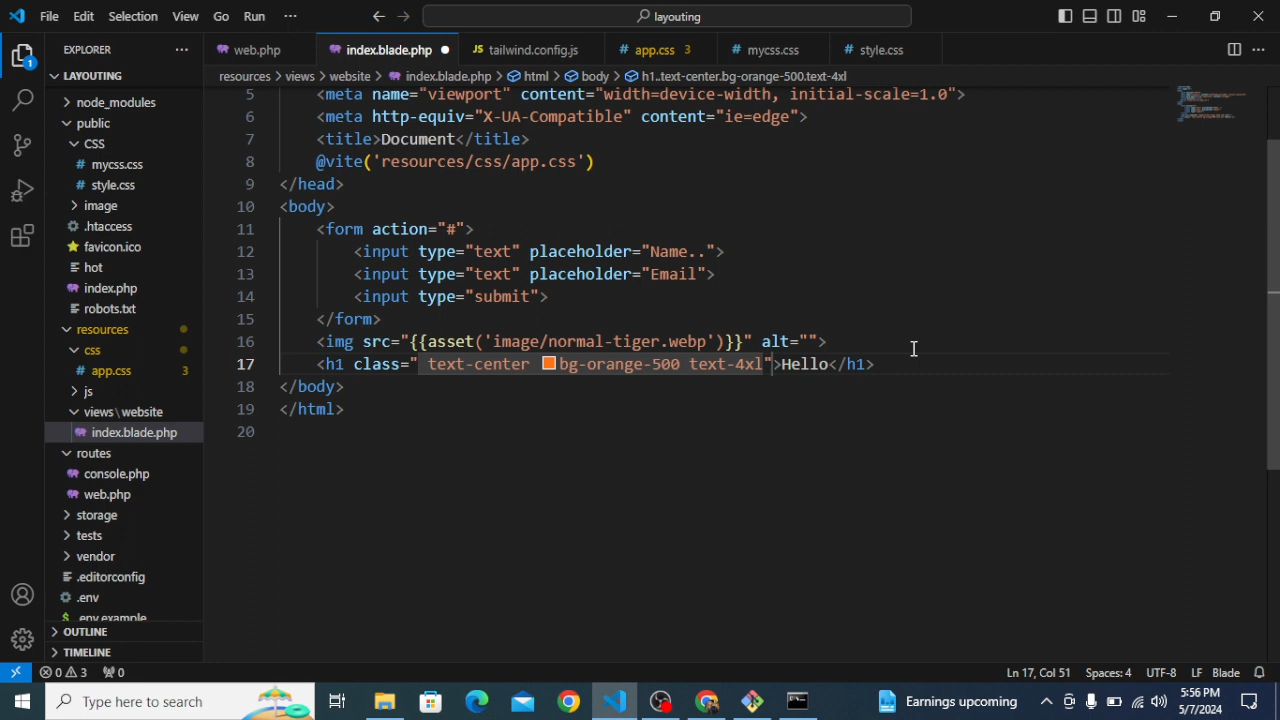 File Edit Selection View Go Run ··· layouting
EXPLORER ···
web.php index.blade.php ● tailwind.config.js app.css 3 mycss.css style.css ···
LAYOUTING
resources > views > website > index.blade.php > html > body > h1..text-center.bg-orange-500.text-4xl
node_modules
public
CSS
mycss.css
style.css
image
.htaccess
favicon.ico
hot
index.php
robots.txt
resources
css
app.css 3
js
views\website
index.blade.php
routes
console.php
web.php
storage
tests
vendor
.editorconfig
.env
.env.example
OUTLINE
TIMELINE
1
5 <meta name="viewport" content="width=device-width, initial-scale=1.0">
6 <meta http-equiv="X-UA-Compatible" content="ie=edge">
7 <title>Document</title>
8 @vite('resources/css/app.css')
9 </head>
10 <body>
11 <form action="#">
12 <input type="text" placeholder="Name..">
13 <input type="text" placeholder="Email">
14 <input type="submit">
15 </form>
16 <img src="{{asset('image/normal-tiger.webp')}}" alt="">
17 <h1 class=" text-center bg-orange-500 text-4xl">Hello</h1>
18 </body>
19 </html>
20
0 3 0 Ln 17, Col 51 Spaces: 4 UTF-8 LF Blade
Type here to search Earnings upcoming 5:56 PM
5/7/2024